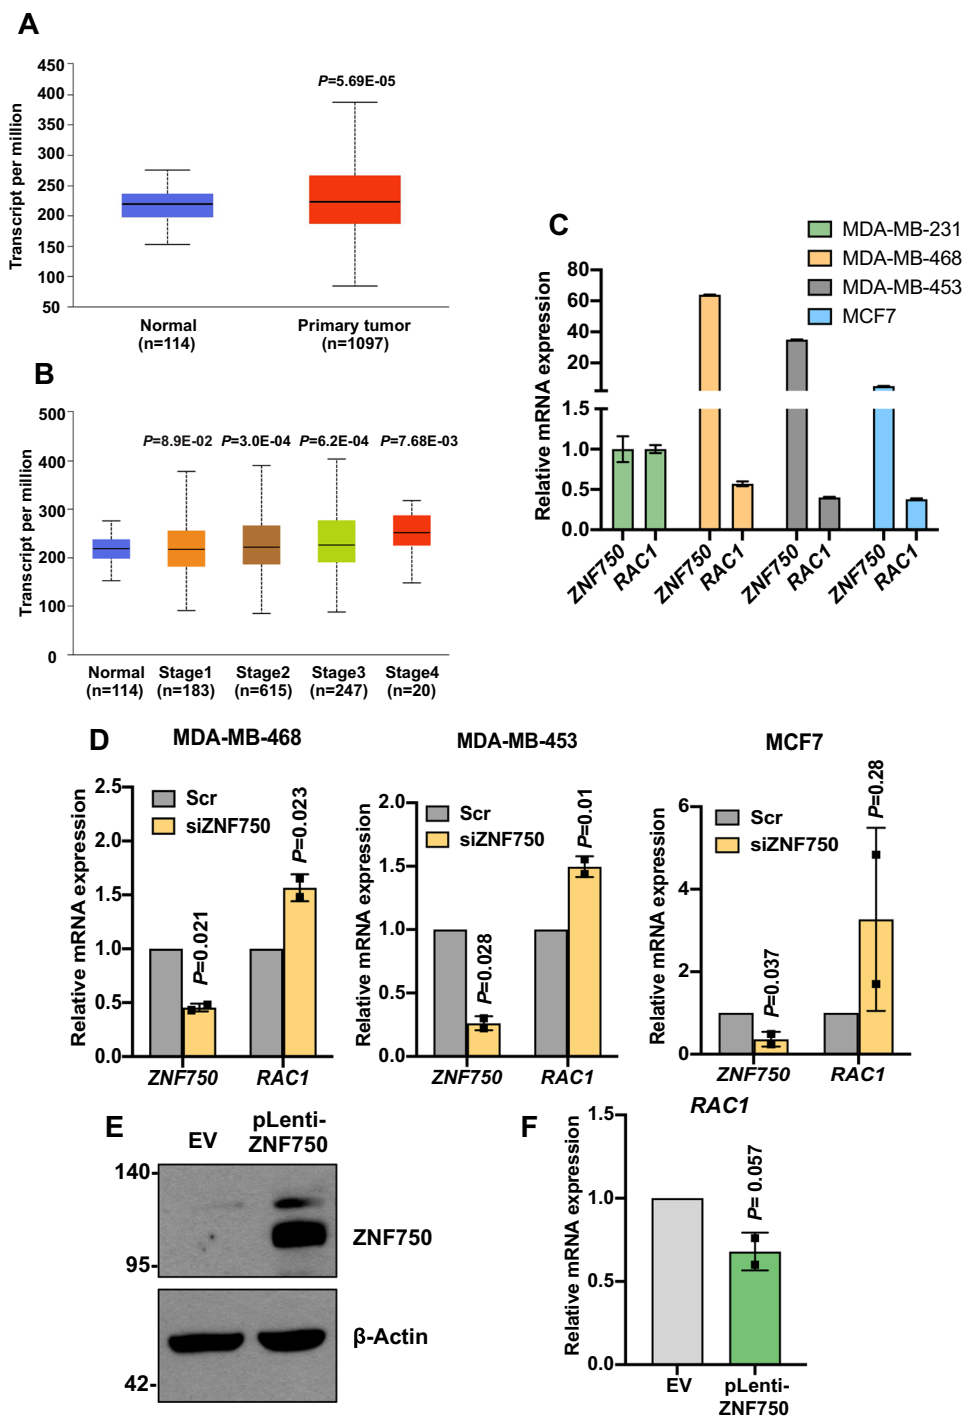 A
450
400
350
300
250
200
150
100
50
Transcript per million
P=5.69E-05
Normal
(n=114)
Primary tumor
(n=1097)
B
500
400
300
200
100
0
Transcript per million
P=8.9E-02
P=3.0E-04
P=6.2E-04
P=7.68E-03
Normal
(n=114)
Stage1
(n=183)
Stage2
(n=615)
Stage3
(n=247)
Stage4
(n=20)
C
MDA-MB-231
MDA-MB-468
MDA-MB-453
MCF7
80
60
40
20
1.5
1.0
0.5
0.0
Relative mRNA expression
ZNF750
RAC1
ZNF750
RAC1
ZNF750
RAC1
ZNF750
RAC1
D
MDA-MB-468
2.5
2.0
1.5
1.0
0.5
0.0
Relative mRNA expression
Scr
siZNF750
P=0.021
P=0.023
ZNF750
RAC1
MDA-MB-453
2.0
1.5
1.0
0.5
0.0
Relative mRNA expression
Scr
siZNF750
P=0.028
P=0.01
ZNF750
RAC1
MCF7
6
4
2
0
Relative mRNA expression
Scr
siZNF750
P=0.037
P=0.28
ZNF750
RAC1
E
EV
pLenti-
ZNF750
140-
95-
ZNF750
β-Actin
42-
F
RAC1
1.5
1.0
0.5
0.0
Relative mRNA expression
P= 0.057
EV
pLenti-
ZNF750